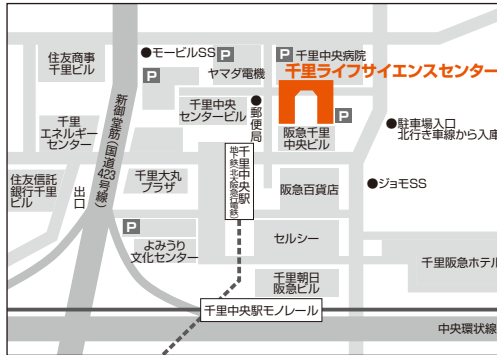 住友商事
千里ビル
●モービルSS
P
P
ヤマダ電機
P
千里中央病院
千里ライフサイエンスセンター
千里
エネルギー
センター
新御堂筋(国道423号線)
千里中央
センタービル
●郵便局
P
阪急千里
中央ビル
●駐車場入口
北行き車線から入庫
住友信託
銀行千里
ビル
出口
千里大丸
プラザ
千里中央駅
地下鉄(北大阪急行電鉄)
阪急百貨店
●ジョモSS
P
よみうり
文化センター
セルシー
千里朝日
阪急ビル
千里阪急ホテル
千里中央駅モノレール
中央環状線